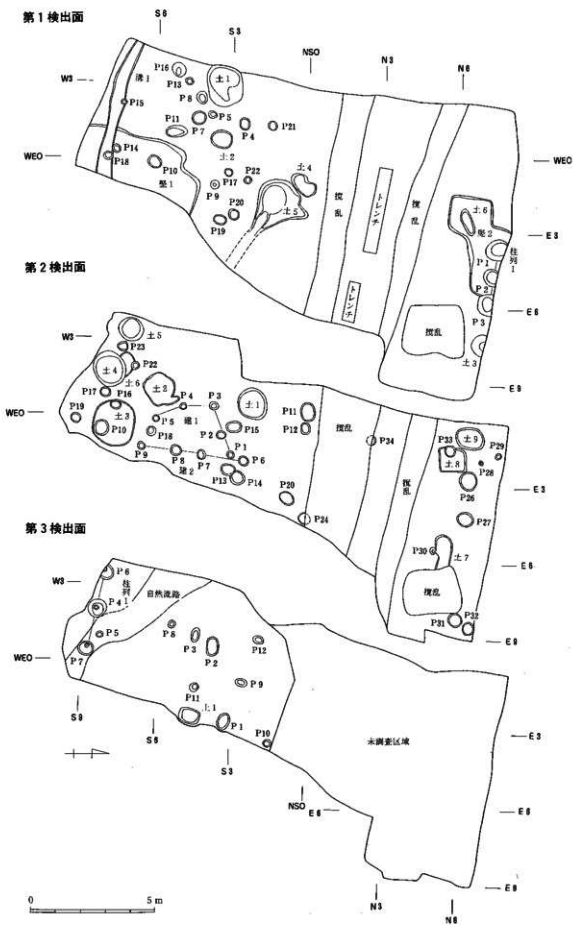 第1検出面
S6
S3
NS0
N3
N6
W3
P16
土1
P13
溝1
P8
P15
P5
P11
P7
P4
P21
WE0
WE0
P14
P18
P10
土2
P22
土4
竪1
P17
P9
土5
P20
P19
攪乱
トレンチ
攪乱
トレンチ
土6
竪2
E3
P1
柱列1
P2
P3
E6
攪乱
土3
E9
第2検出面
W3
土5
P23
土4
P22
土6
土2
P4
P3
土1
P17
P16
土3
P5
建1
P11
WE0
P19
P10
P18
P2
P15
P12
P9
P8
P7
P1
P6
建2
P13
P14
P20
P24
攪乱
P34
攪乱
P33
土9
P29
土8
P28
P26
E3
P27
P30
土7
E6
攪乱
P31
P32
E9
第3検出面
P6
W3
柱列1
自然流路
P4
P5
P8
P3
P2
P12
WE0
P7
P11
P9
土1
P1
P10
S9
S6
S3
NS0
未調査区域
E3
E6
E6
E9
N3
N6
0 5m